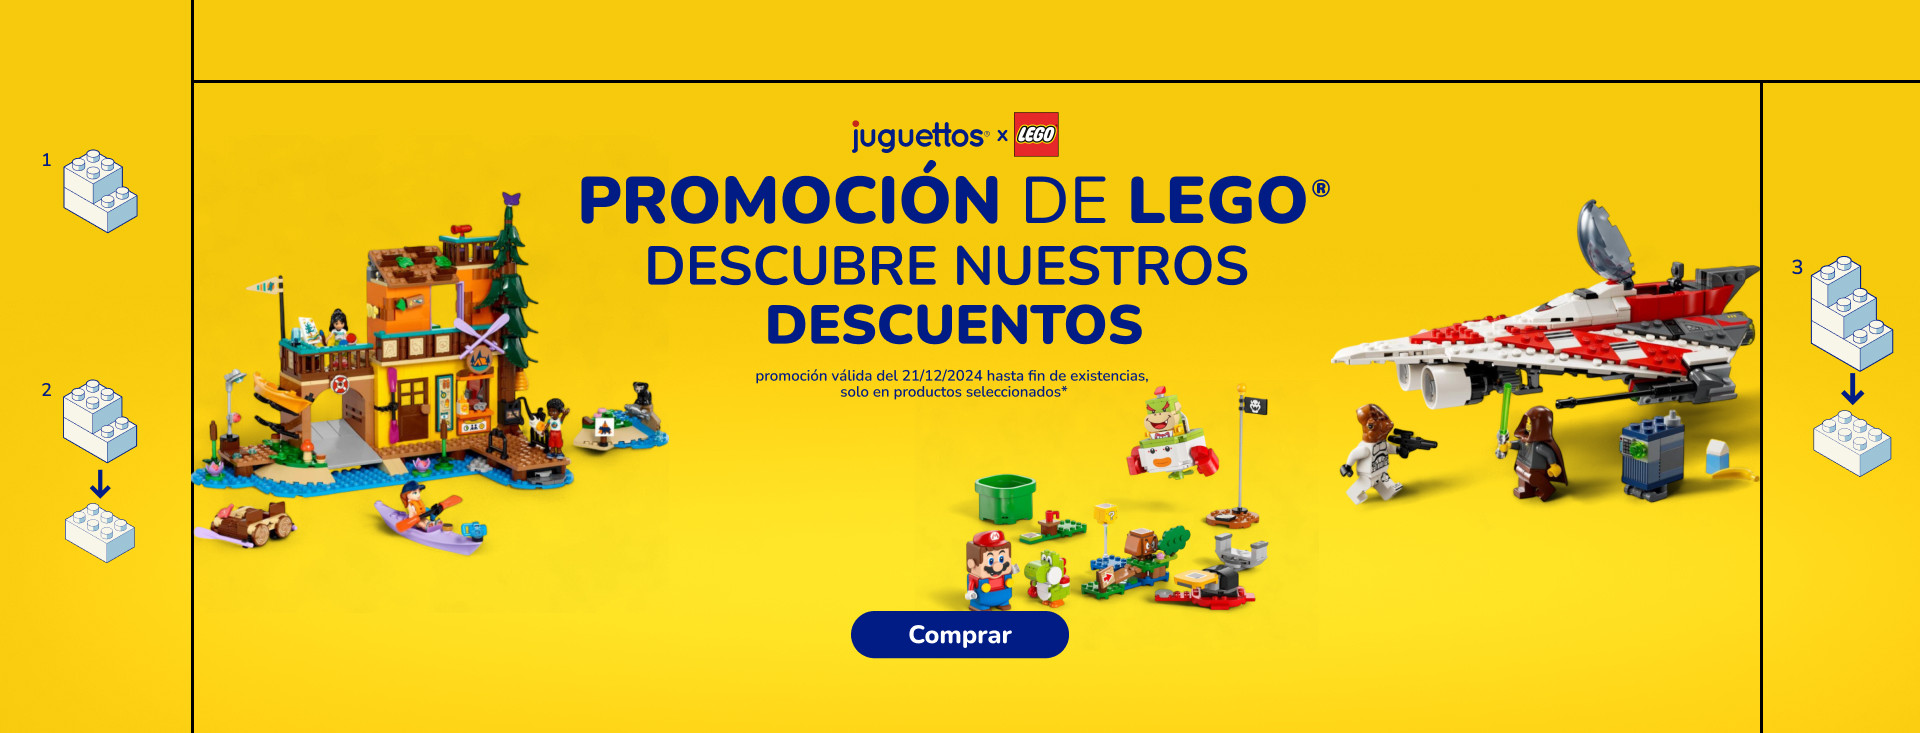 juguettos® x LEGO
PROMOCIÓN DE LEGO®
DESCUBRE NUESTROS
DESCUENTOS
promoción válida del 21/12/2024 hasta fin de existencias,
solo en productos seleccionados*
Comprar
1
2
3